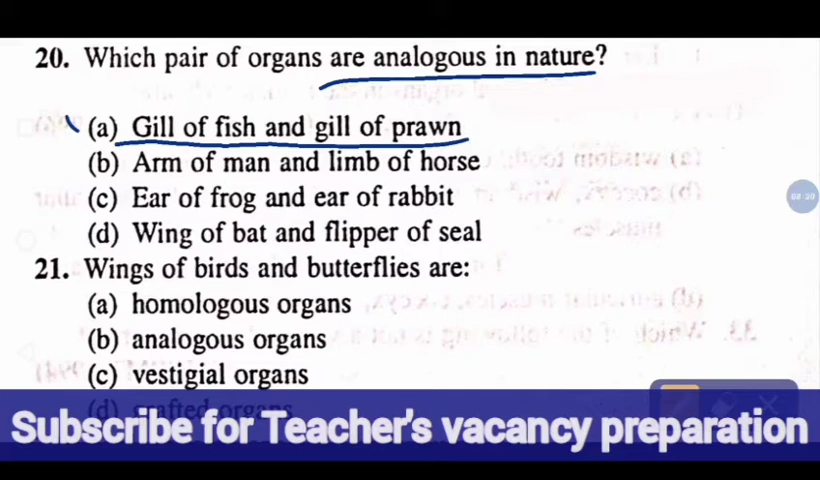 20. Which pair of organs are analogous in nature?
(a) Gill of fish and gill of prawn
(b) Arm of man and limb of horse
(c) Ear of frog and ear of rabbit
(d) Wing of bat and flipper of seal
21. Wings of birds and butterflies are:
(a) homologous organs
(b) analogous organs
(c) vestigial organs
(d) grafted organs
Subscribe for Teacher's vacancy preparation